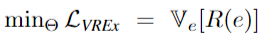 min_Θ ℒ_VREx = 𝕍_e[R(e)]